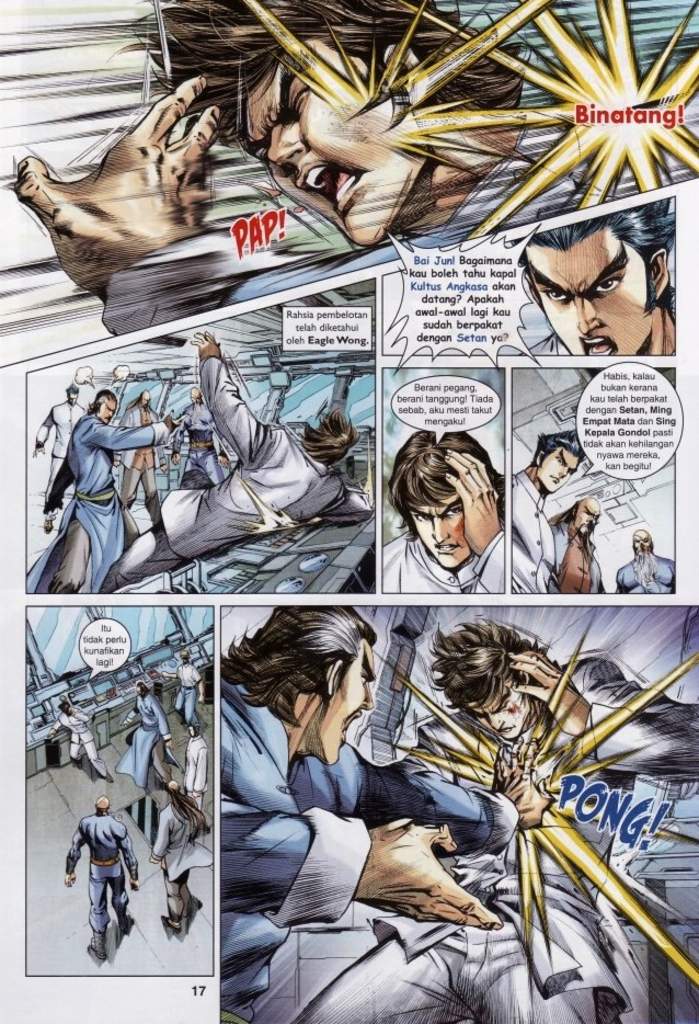 Binatang!
PAP!
Bai Jun! Bagaimana
kau boleh tahu kapal
Kultus Angkasa akan
datang? Apakah
awal-awal lagi kau
sudah berpakat
dengan Setan ya?
Rahsia pembelotan
telah diketahui
oleh Eagle Wong.
Berani pegang,
berani tanggung! Tiada
sebab, aku mesti takut
mengaku!
Habis, kalau
bukan kerana
kau telah berpakat
dengan Setan, Ming
Empat Muka dan Sing
Kepala Gondol pasti
tidak akan kehilangan
nyawa mereka, kan
begitu!
Itu
tidak perlu
kunafikan
lagi!
PONG!
17